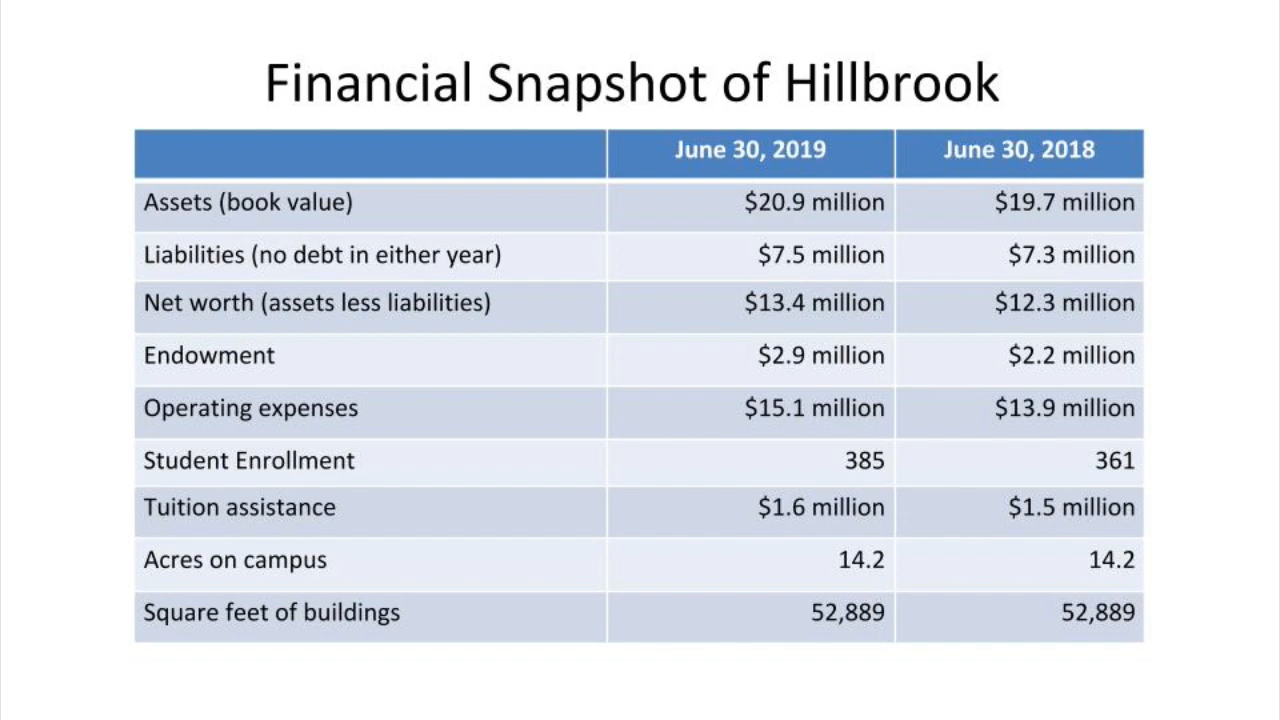 Financial Snapshot of Hillbrook
June 30, 2019 June 30, 2018
Assets (book value) $20.9 million $19.7 million
Liabilities (no debt in either year) $7.5 million $7.3 million
Net worth (assets less liabilities) $13.4 million $12.3 million
Endowment $2.9 million $2.2 million
Operating expenses $15.1 million $13.9 million
Student Enrollment 385 361
Tuition assistance $1.6 million $1.5 million
Acres on campus 14.2 14.2
Square feet of buildings 52,889 52,889